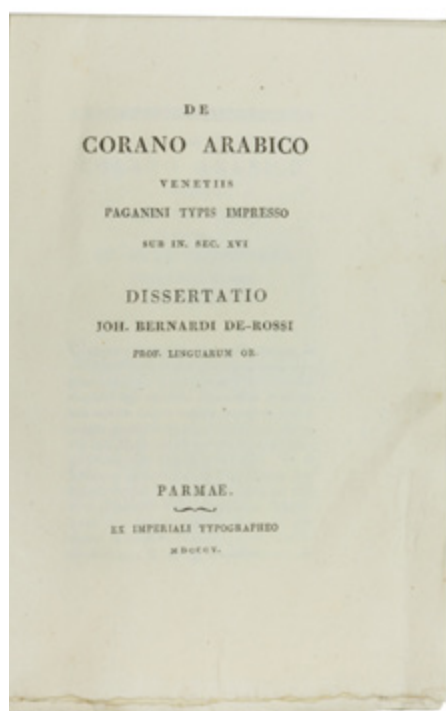 DE
CORANO ARABICO
VENETIIS
PAGANINI TYPIS IMPRESSO
SUB IN. SEC. XVI
DISSERTATIO
JOH. BERNARDI DE-ROSSI
PROF. LINGUARUM OR.
PARMAE.
EX IMPERIALI TYPOGRAPHEO
MDCCCV.